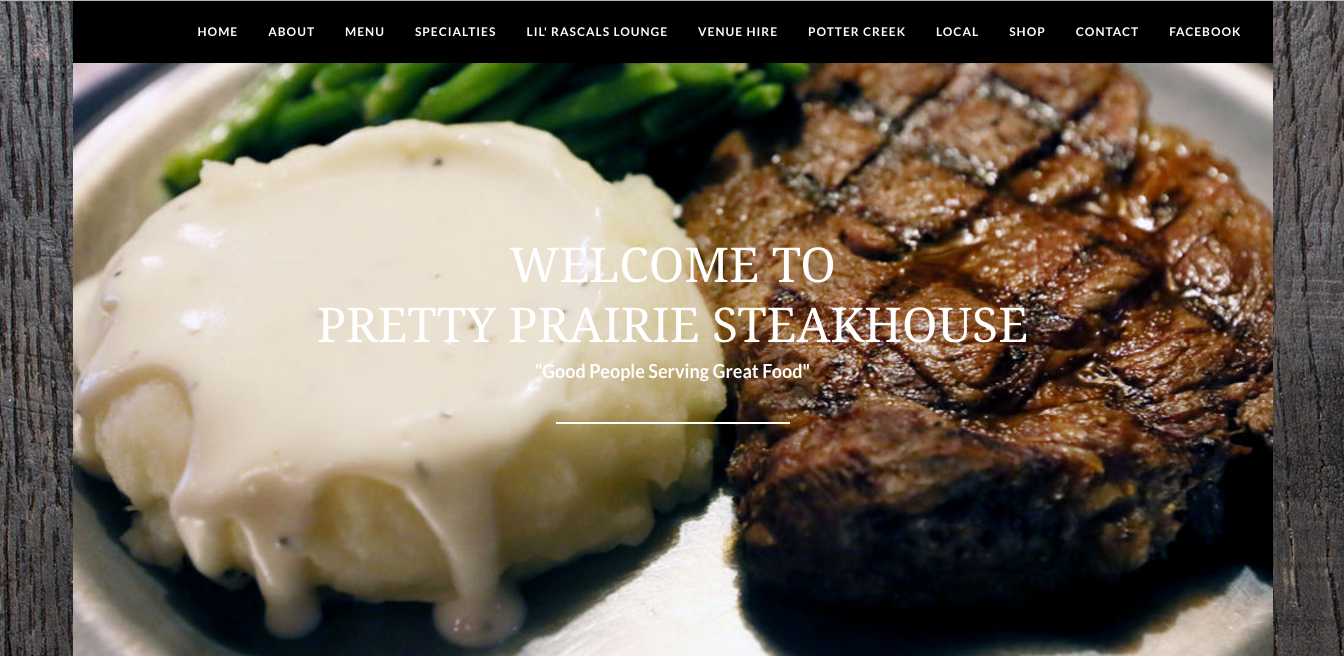 HOME ABOUT MENU SPECIALTIES LIL' RASCALS LOUNGE VENUE HIRE POTTER CREEK LOCAL SHOP CONTACT FACEBOOK
WELCOME TO
PRETTY PRAIRIE STEAKHOUSE
"Good People Serving Great Food"